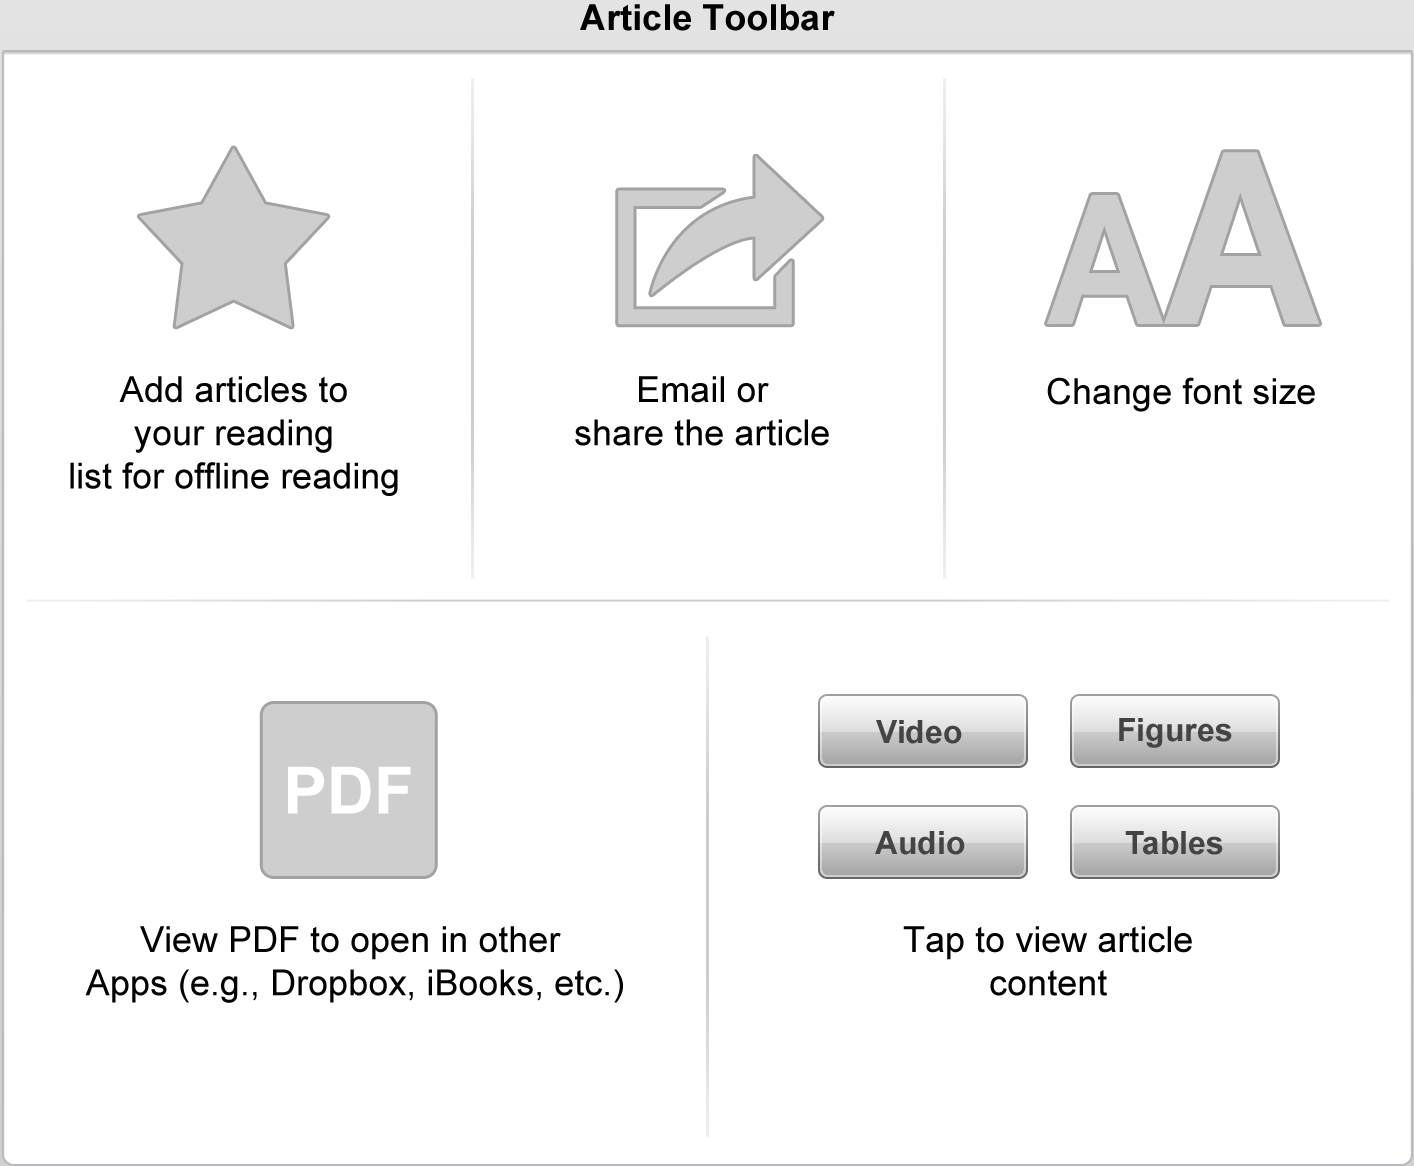 Article Toolbar
AA
Add articles to
your reading
list for offline reading
Email or
share the article
Change font size
PDF
Video
Figures
Audio
Tables
View PDF to open in other
Apps (e.g., Dropbox, iBooks, etc.)
Tap to view article
content